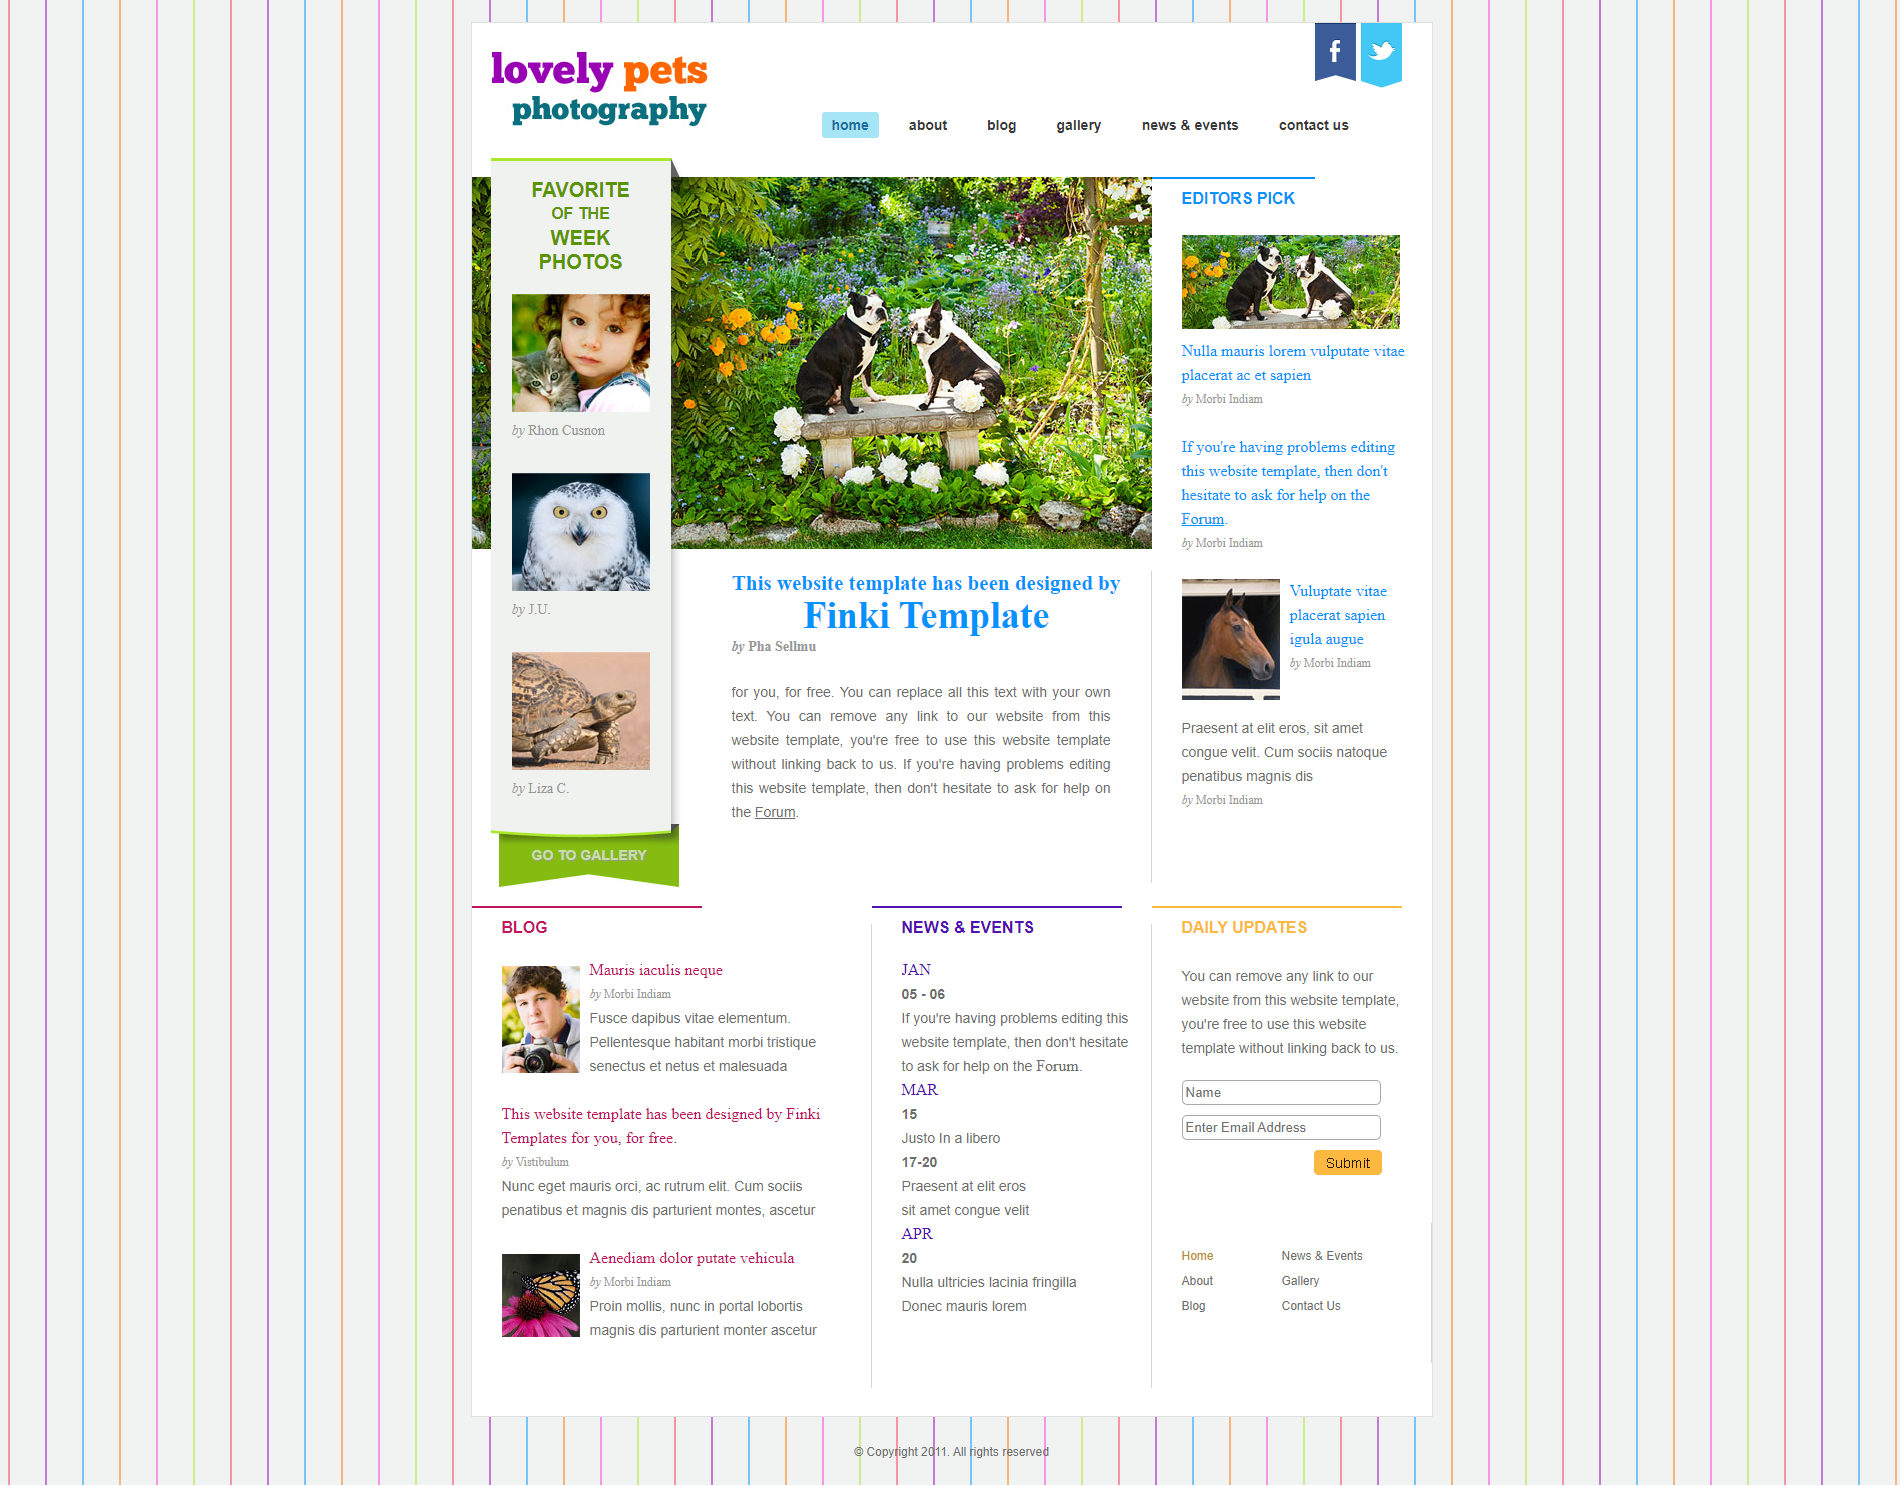 lovely pets
photography
home about blog gallery news & events contact us
FAVORITE
OF THE
WEEK
PHOTOS
by Rhon Cusnon
by J.U.
by Liza C.
GO TO GALLERY
This website template has been designed by
Finki Template
by Pha Sellmu
for you, for free. You can replace all this text with your own
text. You can remove any link to our website from this
website template, you're free to use this website template
without linking back to us. If you're having problems editing
this website template, then don't hesitate to ask for help on
the Forum.
EDITORS PICK
Nulla mauris lorem vulputate vitae
placerat ac et sapien
by Morbi Indiam
If you're having problems editing
this website template, then don't
hesitate to ask for help on the
Forum.
by Morbi Indiam
Vuluptate vitae
placerat sapien
igula augue
by Morbi Indiam
Praesent at elit eros, sit amet
congue velit. Cum sociis natoque
penatibus magnis dis
by Morbi Indiam
BLOG
Mauris iaculis neque
by Morbi Indiam
Fusce dapibus vitae elementum.
Pellentesque habitant morbi tristique
senectus et netus et malesuada
This website template has been designed by Finki
Templates for you, for free.
by Vistibulum
Nunc eget mauris orci, ac rutrum elit. Cum sociis
penatibus et magnis dis parturient montes, ascetur
Aenediam dolor putate vehicula
by Morbi Indiam
Proin mollis, nunc in portal lobortis
magnis dis parturient monter ascetur
NEWS & EVENTS
JAN
05 - 06
If you're having problems editing this
website template, then don't hesitate
to ask for help on the Forum.
MAR
15
Justo In a libero
17-20
Praesent at elit eros
sit amet congue velit
APR
20
Nulla ultricies lacinia fringilla
Donec mauris lorem
DAILY UPDATES
You can remove any link to our
website from this website template,
you're free to use this website
template without linking back to us.
Name
Enter Email Address
Submit
Home News & Events
About Gallery
Blog Contact Us
© Copyright 2011. All rights reserved